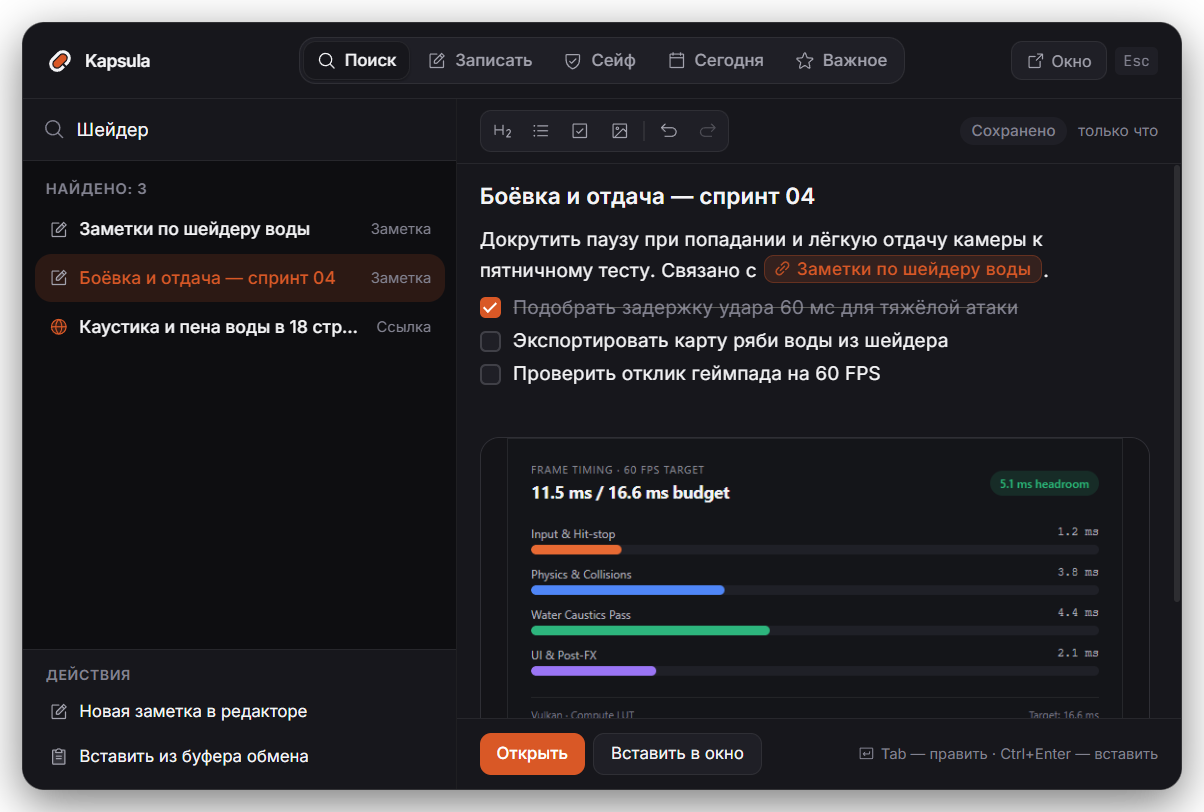 Kapsula
Поиск
Записать
Сейф
Сегодня
Важное
Окно
Esc
Шейдер
НАЙДЕНО: 3
Заметки по шейдеру воды Заметка
Боёвка и отдача — спринт 04 Заметка
Каустика и пена воды в 18 стр... Ссылка
ДЕЙСТВИЯ
Новая заметка в редакторе
Вставить из буфера обмена
H2
Сохранено только что
Боёвка и отдача — спринт 04
Докрутить паузу при попадании и лёгкую отдачу камеры к
пятничному тесту. Связано с Заметки по шейдеру воды .
Подобрать задержку удара 60 мс для тяжёлой атаки
Экспортировать карту ряби воды из шейдера
Проверить отклик геймпада на 60 FPS
FRAME TIMING · 60 FPS TARGET
11.5 ms / 16.6 ms budget
5.1 ms headroom
Input & Hit-stop 1.2 ms
Physics & Collisions 3.8 ms
Water Caustics Pass 4.4 ms
UI & Post-FX 2.1 ms
Vulkan · Compute LUT Target: 16.6 ms
Открыть
Вставить в окно
Tab — править · Ctrl+Enter — вставить